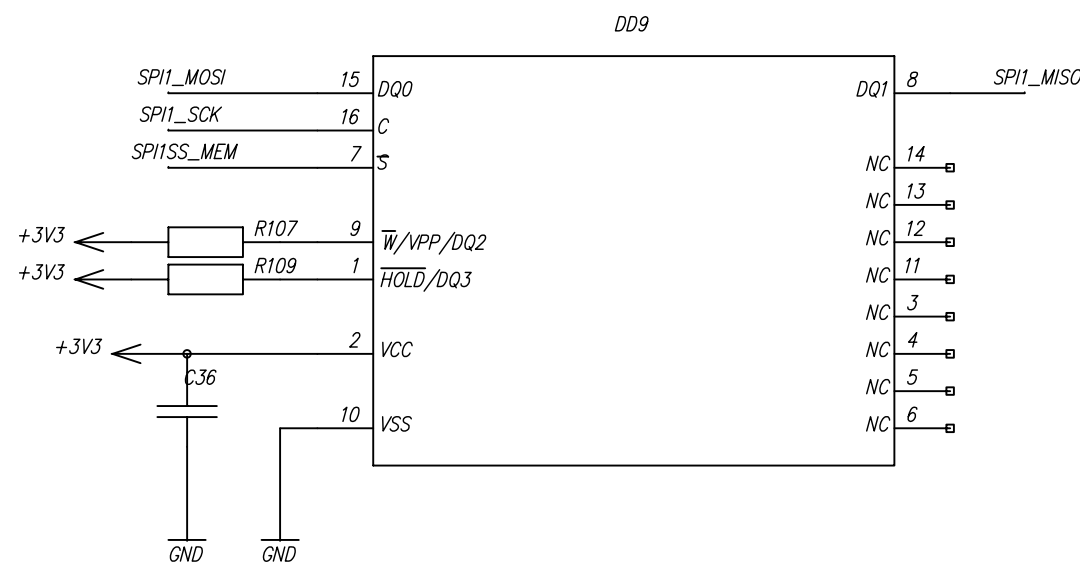 DD9
SPI1_MOSI 15 DQ0 DQ1 8 SPI1_MISO
SPI1_SCK 16 C
SPI1SS_MEM 7 S NC 14
NC 13
+3V3 R107 9 W/VPP/DQ2 NC 12
+3V3 R109 1 HOLD/DQ3 NC 11
NC 3
+3V3 2 VCC NC 4
C36 NC 5
10 VSS NC 6
GND GND